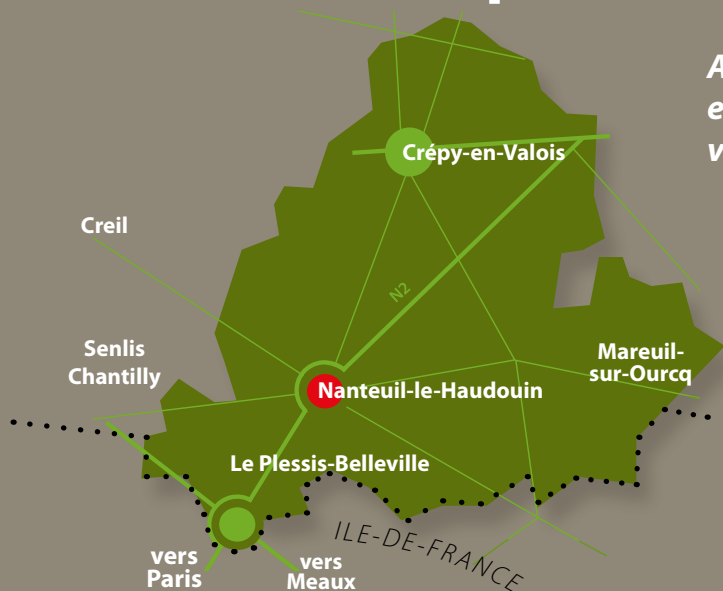 Crépy-en-Valois
Creil
N2
Senlis
Chantilly
Mareuil-
sur-Ourcq
Nanteuil-le-Haudouin
Le Plessis-Belleville
ILE-DE-FRANCE
vers
Paris
vers
Meaux